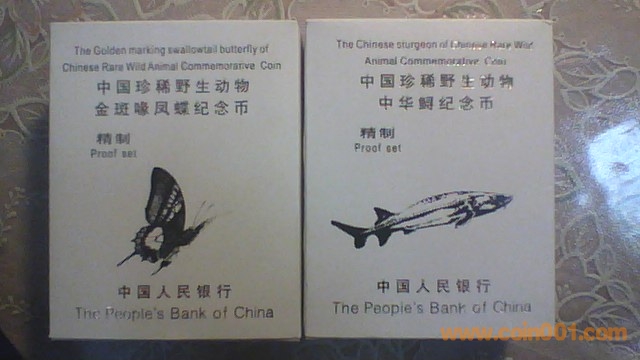 The Golden marking swallowtail butterfly of
Chinese Rare Wild Animal Commemorative Coin
中国珍稀野生动物
金斑喙凤蝶纪念币
精制
Proof set
中国人民银行
The People's Bank of China
The Chinese sturgeon of Chinese Rare Wild
Animal Commemorative Coin
中国珍稀野生动物
中华鲟纪念币
精制
Proof set
中国人民银行
The People's Bank of China
www.coin001.com